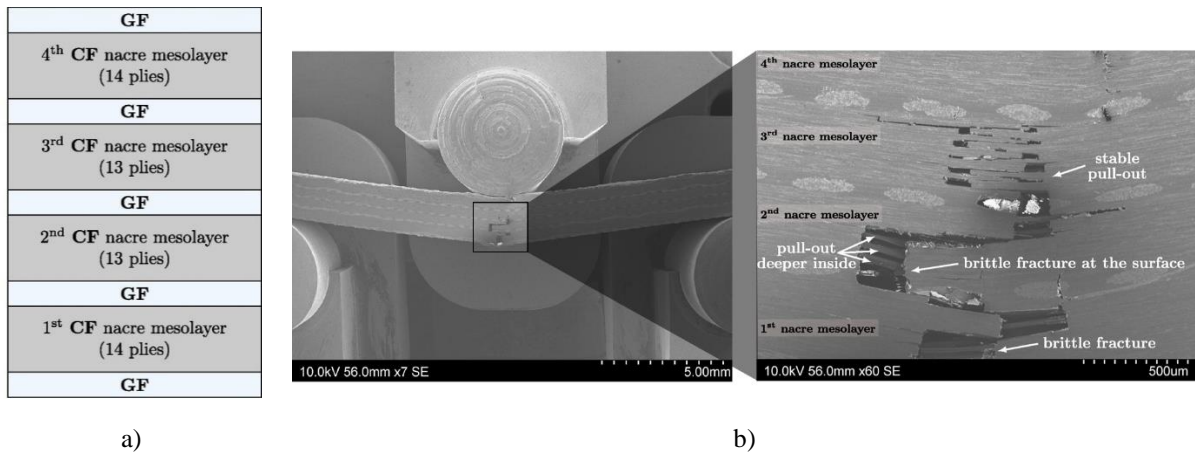 GF
4th CF nacre mesolayer
(14 plies)
GF
3rd CF nacre mesolayer
(13 plies)
GF
2nd CF nacre mesolayer
(13 plies)
GF
1st CF nacre mesolayer
(14 plies)
GF
a)
10.0kV 56.0mm x7 SE
5.00mm
4th nacre mesolayer
3rd nacre mesolayer
stable
pull-out
2nd nacre mesolayer
pull-out
deeper inside
brittle fracture at the surface
1st nacre mesolayer
brittle fracture
10.0kV 56.0mm x60 SE
500um
b)